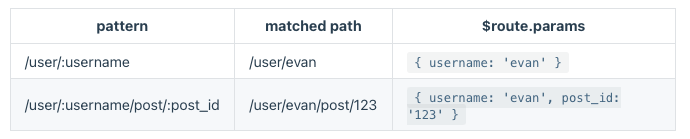 pattern matched path $route.params
/user/:username /user/evan { username: 'evan' }
/user/:username/post/:post_id /user/evan/post/123 { username: 'evan', post_id:
'123' }